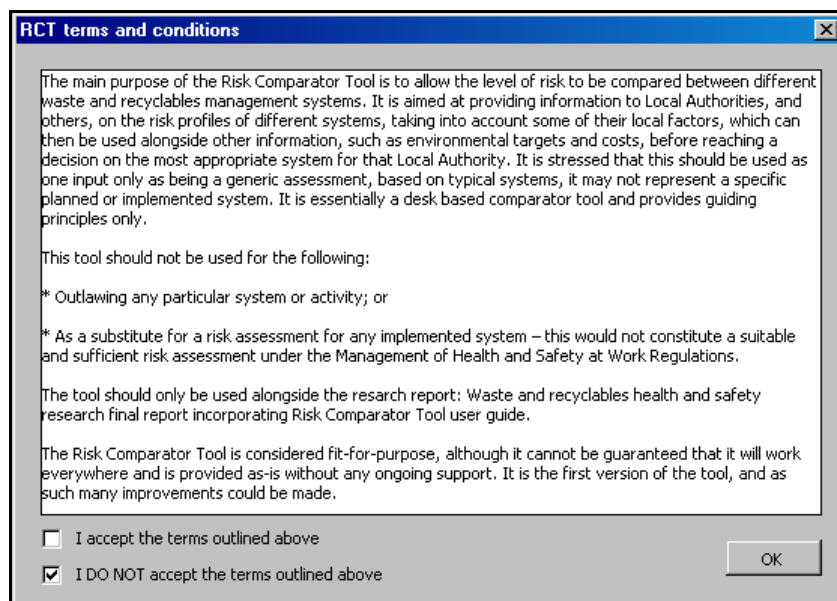 RCT terms and conditions
The main purpose of the Risk Comparator Tool is to allow the level of risk to be compared between different
waste and recyclables management systems. It is aimed at providing information to Local Authorities, and
others, on the risk profiles of different systems, taking into account some of their local factors, which can
then be used alongside other information, such as environmental targets and costs, before reaching a
decision on the most appropriate system for that Local Authority. It is stressed that this should be used as
one input only as being a generic assessment, based on typical systems, it may not represent a specific
planned or implemented system. It is essentially a desk based comparator tool and provides guiding
principles only.
This tool should not be used for the following:
* Outlawing any particular system or activity; or
* As a substitute for a risk assessment for any implemented system – this would not constitute a suitable
and sufficient risk assessment under the Management of Health and Safety at Work Regulations.
The tool should only be used alongside the resarch report: Waste and recyclables health and safety
research final report incorporating Risk Comparator Tool user guide.
The Risk Comparator Tool is considered fit-for-purpose, although it cannot be guaranteed that it will work
everywhere and is provided as-is without any ongoing support. It is the first version of the tool, and as
such many improvements could be made.
I accept the terms outlined above
I DO NOT accept the terms outlined above
OK